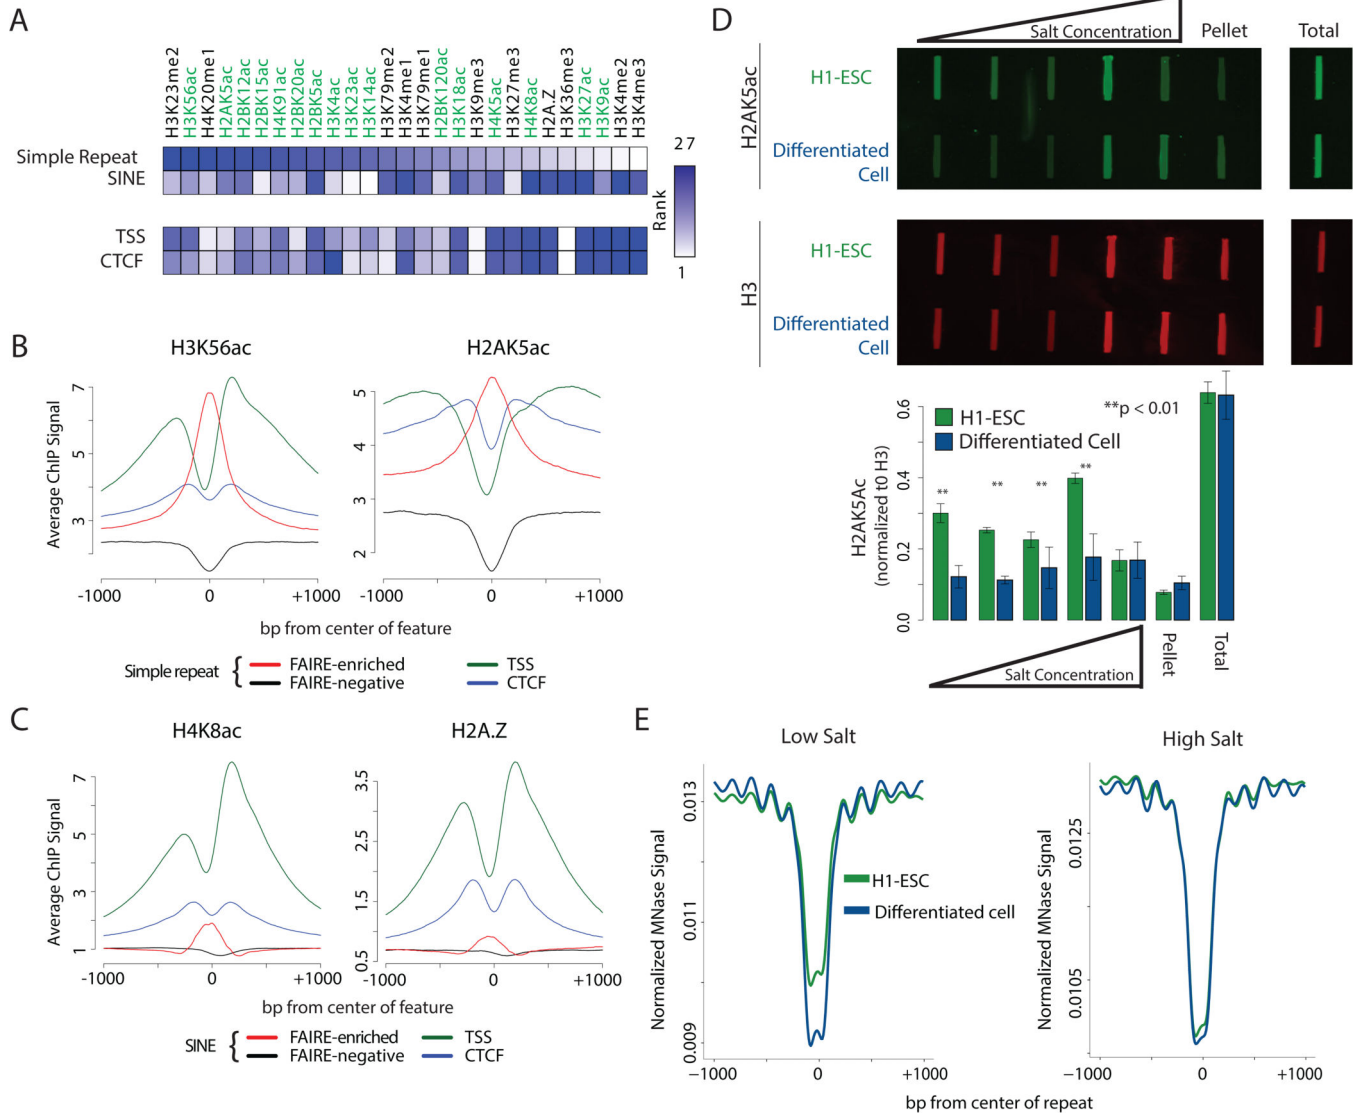 A
H3K23me2
H3K56ac
H4K20me1
H2AK5ac
H2BK12ac
H2BK15ac
H4K91ac
H2BK20ac
H2BK5ac
H3K4ac
H3K23ac
H3K14ac
H3K79me2
H3K4me1
H3K79me1
H2BK120ac
H3K18ac
H3K9me3
H4K5ac
H3K27me3
H4K8ac
H2A.Z
H3K36me3
H3K27ac
H3K9ac
H3K4me2
H3K4me3
Simple Repeat
SINE
TSS
CTCF
27
Rank
1
B
H3K56ac
H2AK5ac
Average ChIP Signal
7
5
3
5
4
3
2
-1000 0 +1000
-1000 0 +1000
bp from center of feature
Simple repeat {
FAIRE-enriched
FAIRE-negative
TSS
CTCF
C
H4K8ac
H2A.Z
Average ChIP Signal
7
5
3
1
3.5
2.5
1.5
0.5
-1000 0 +1000
-1000 0 +1000
bp from center of feature
SINE {
FAIRE-enriched
FAIRE-negative
TSS
CTCF
D
Salt Concentration
Pellet
Total
H2AK5ac
H1-ESC
Differentiated
Cell
H3
H1-ESC
Differentiated
Cell
H2AK5Ac
(normalized t0 H3)
0.6
0.4
0.2
0.0
H1-ESC
Differentiated Cell
**p < 0.01
**
**
**
**
Salt Concentration
Pellet
Total
E
Low Salt
High Salt
Normalized MNase Signal
0.013
0.011
0.009
H1-ESC
Differentiated cell
Normalized MNase Signal
0.0125
0.0105
−1000 0 +1000
−1000 0 +1000
bp from center of repeat